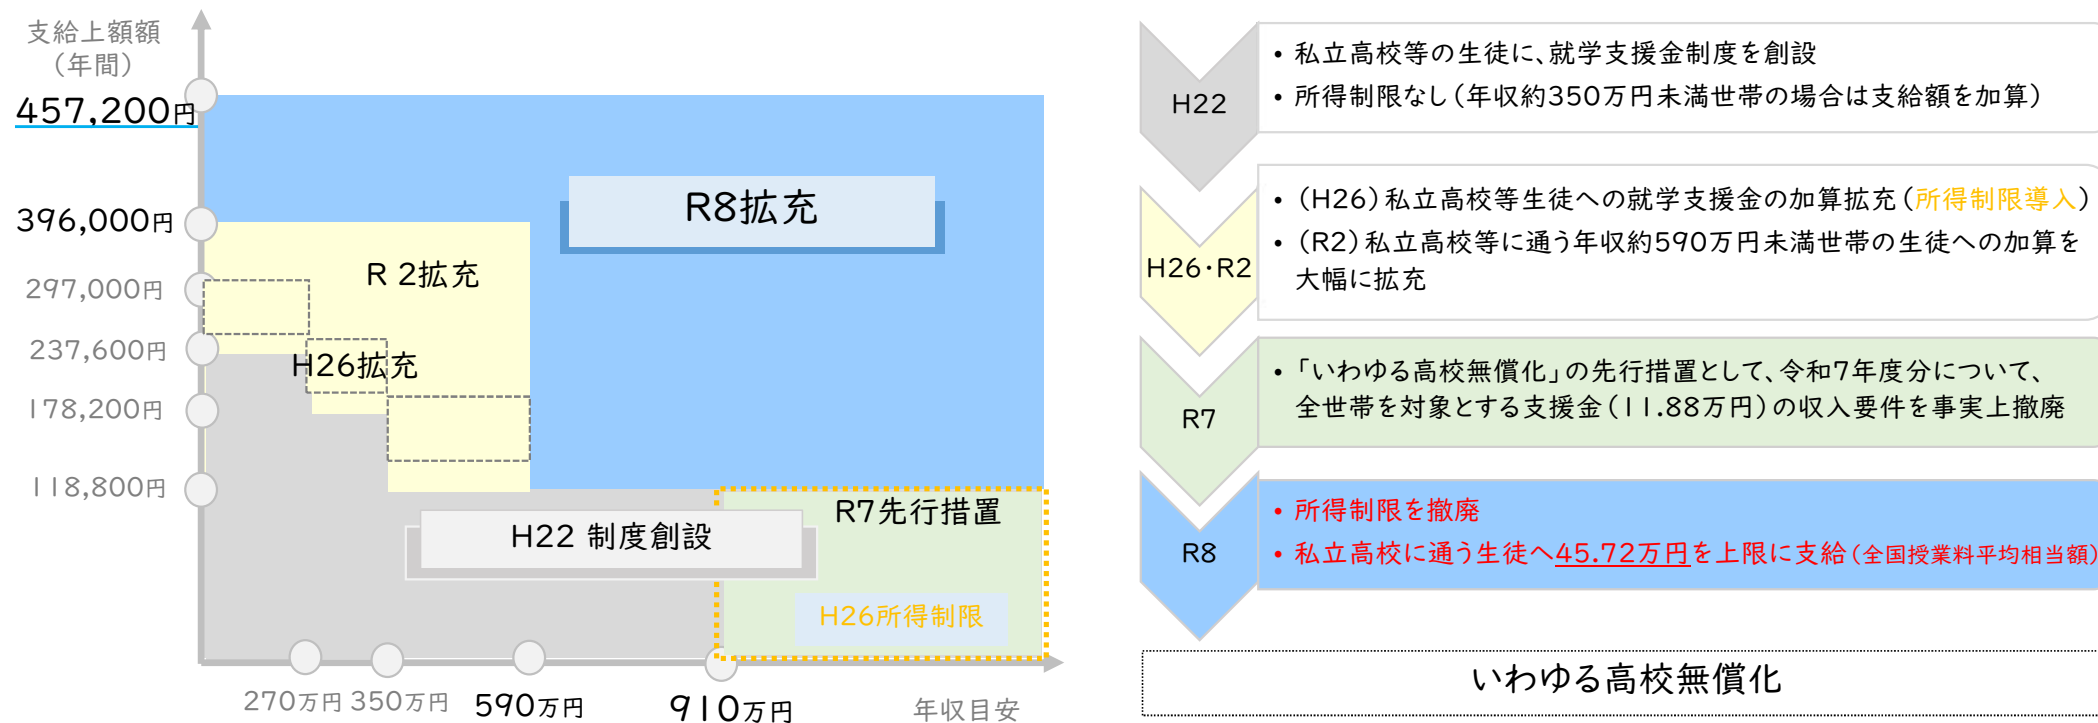 支給上額額
（年間）
457,200円
396,000円
297,000円
237,600円
178,200円
118,800円
R8拡充
R 2拡充
H26拡充
H22 制度創設
R7先行措置
H26所得制限
270万円
350万円
590万円
910万円
年収目安
H22
• 私立高校等の生徒に、就学支援金制度を創設
• 所得制限なし（年収約350万円未満世帯の場合は支給額を加算）
H26・R2
• （H26）私立高校等生徒への就学支援金の加算拡充（所得制限導入）
• （R2）私立高校等に通う年収約590万円未満世帯の生徒への加算を
大幅に拡充
R7
• 「いわゆる高校無償化」の先行措置として、令和7年度分について、
全世帯を対象とする支援金（11.88万円）の収入要件を事実上撤廃
R8
• 所得制限を撤廃
• 私立高校に通う生徒へ45.72万円を上限に支給（全国授業料平均相当額）
いわゆる高校無償化